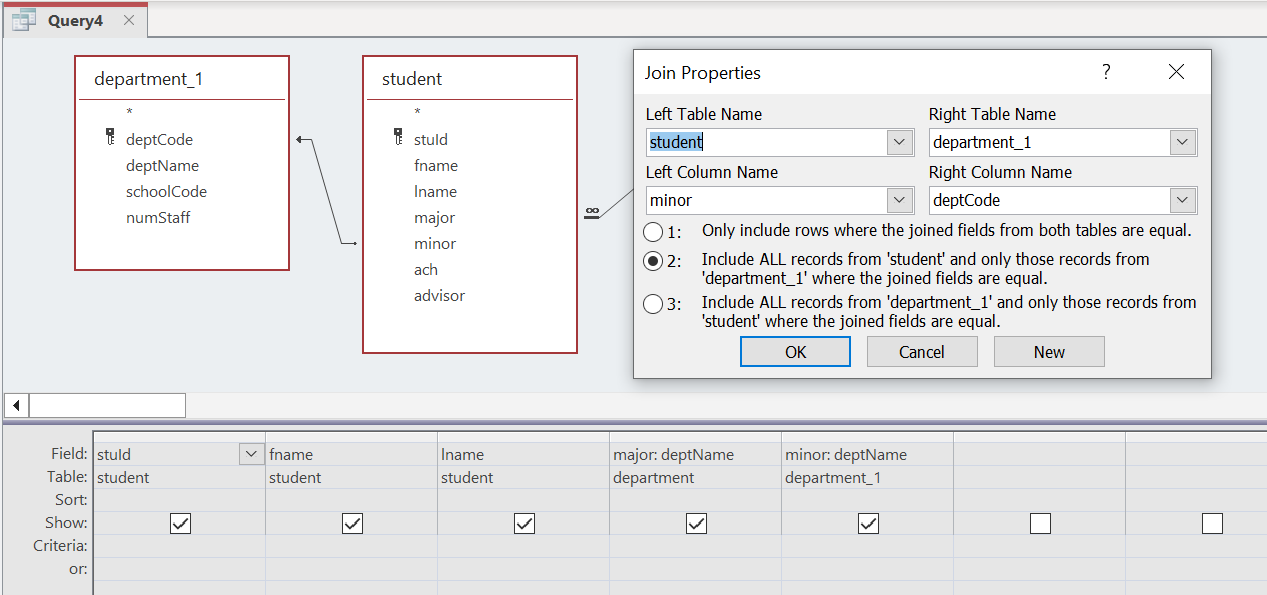 Query4
department_1
*
deptCode
deptName
schoolCode
numStaff
student
*
stuId
fname
lname
major
minor
ach
advisor
Join Properties
?
Left Table Name
Right Table Name
student
department_1
Left Column Name
Right Column Name
minor
deptCode
1: Only include rows where the joined fields from both tables are equal.
2: Include ALL records from 'student' and only those records from
'department_1' where the joined fields are equal.
3: Include ALL records from 'department_1' and only those records from
'student' where the joined fields are equal.
OK Cancel New
Field: stuId fname lname major: deptName minor: deptName
Table: student student student department department_1
Sort:
Show:
Criteria:
or: